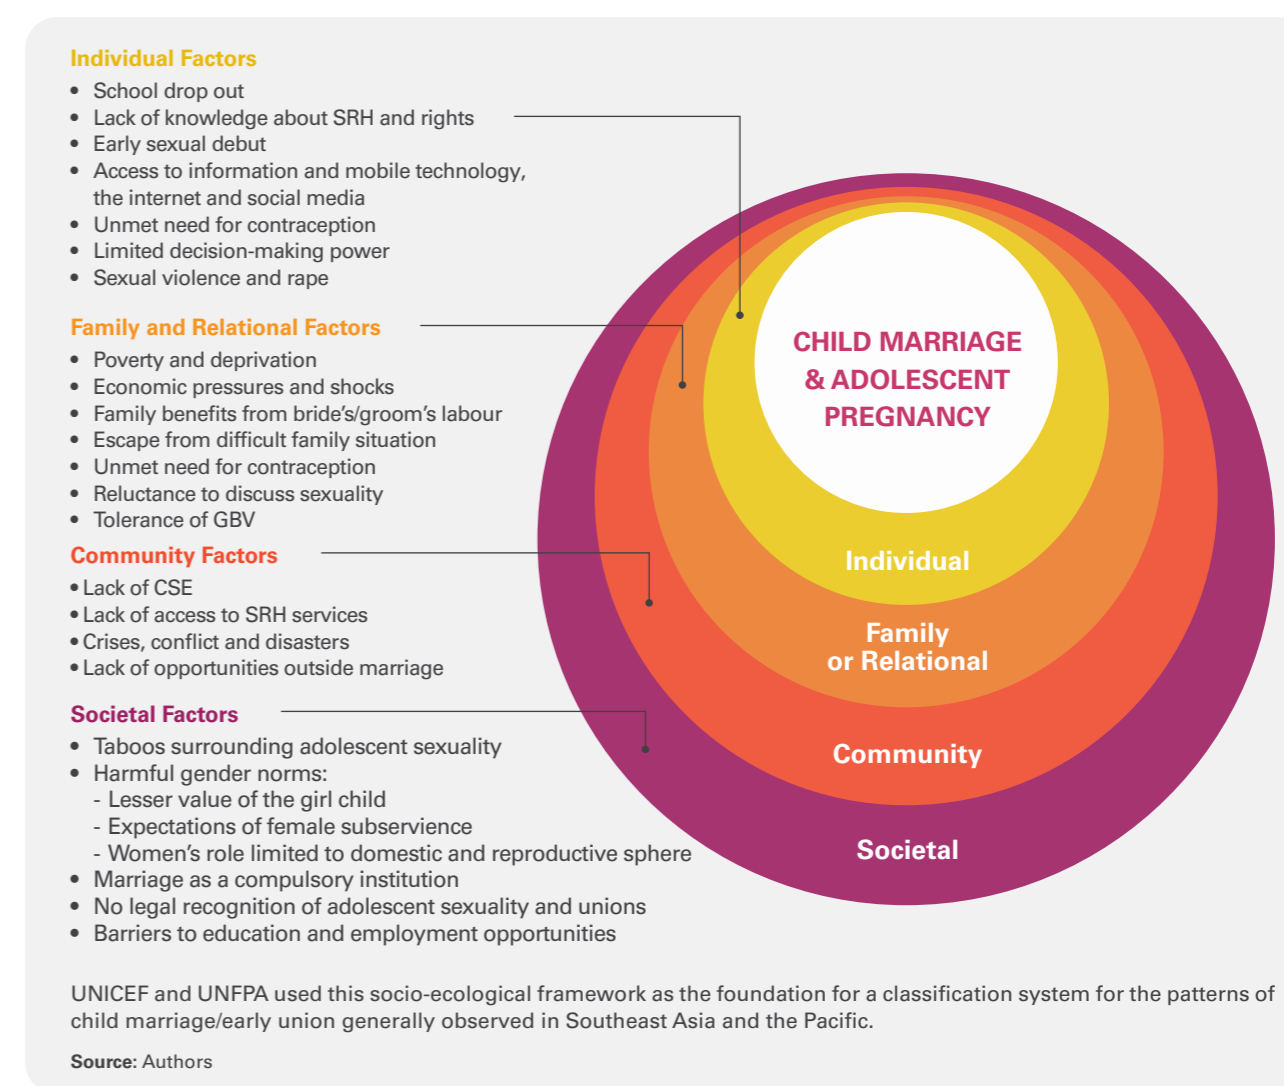 Individual Factors
• School drop out
• Lack of knowledge about SRH and rights
• Early sexual debut
• Access to information and mobile technology,
the internet and social media
• Unmet need for contraception
• Limited decision-making power
• Sexual violence and rape
Family and Relational Factors
• Poverty and deprivation
• Economic pressures and shocks
• Family benefits from bride’s/groom’s labour
• Escape from difficult family situation
• Unmet need for contraception
• Reluctance to discuss sexuality
• Tolerance of GBV
Community Factors
• Lack of CSE
• Lack of access to SRH services
• Crises, conflict and disasters
• Lack of opportunities outside marriage
Societal Factors
• Taboos surrounding adolescent sexuality
• Harmful gender norms:
- Lesser value of the girl child
- Expectations of female subservience
- Women’s role limited to domestic and reproductive sphere
• Marriage as a compulsory institution
• No legal recognition of adolescent sexuality and unions
• Barriers to education and employment opportunities
CHILD MARRIAGE
& ADOLESCENT
PREGNANCY
Individual
Family
or Relational
Community
Societal
UNICEF and UNFPA used this socio-ecological framework as the foundation for a classification system for the patterns of
child marriage/early union generally observed in Southeast Asia and the Pacific.
Source: Authors